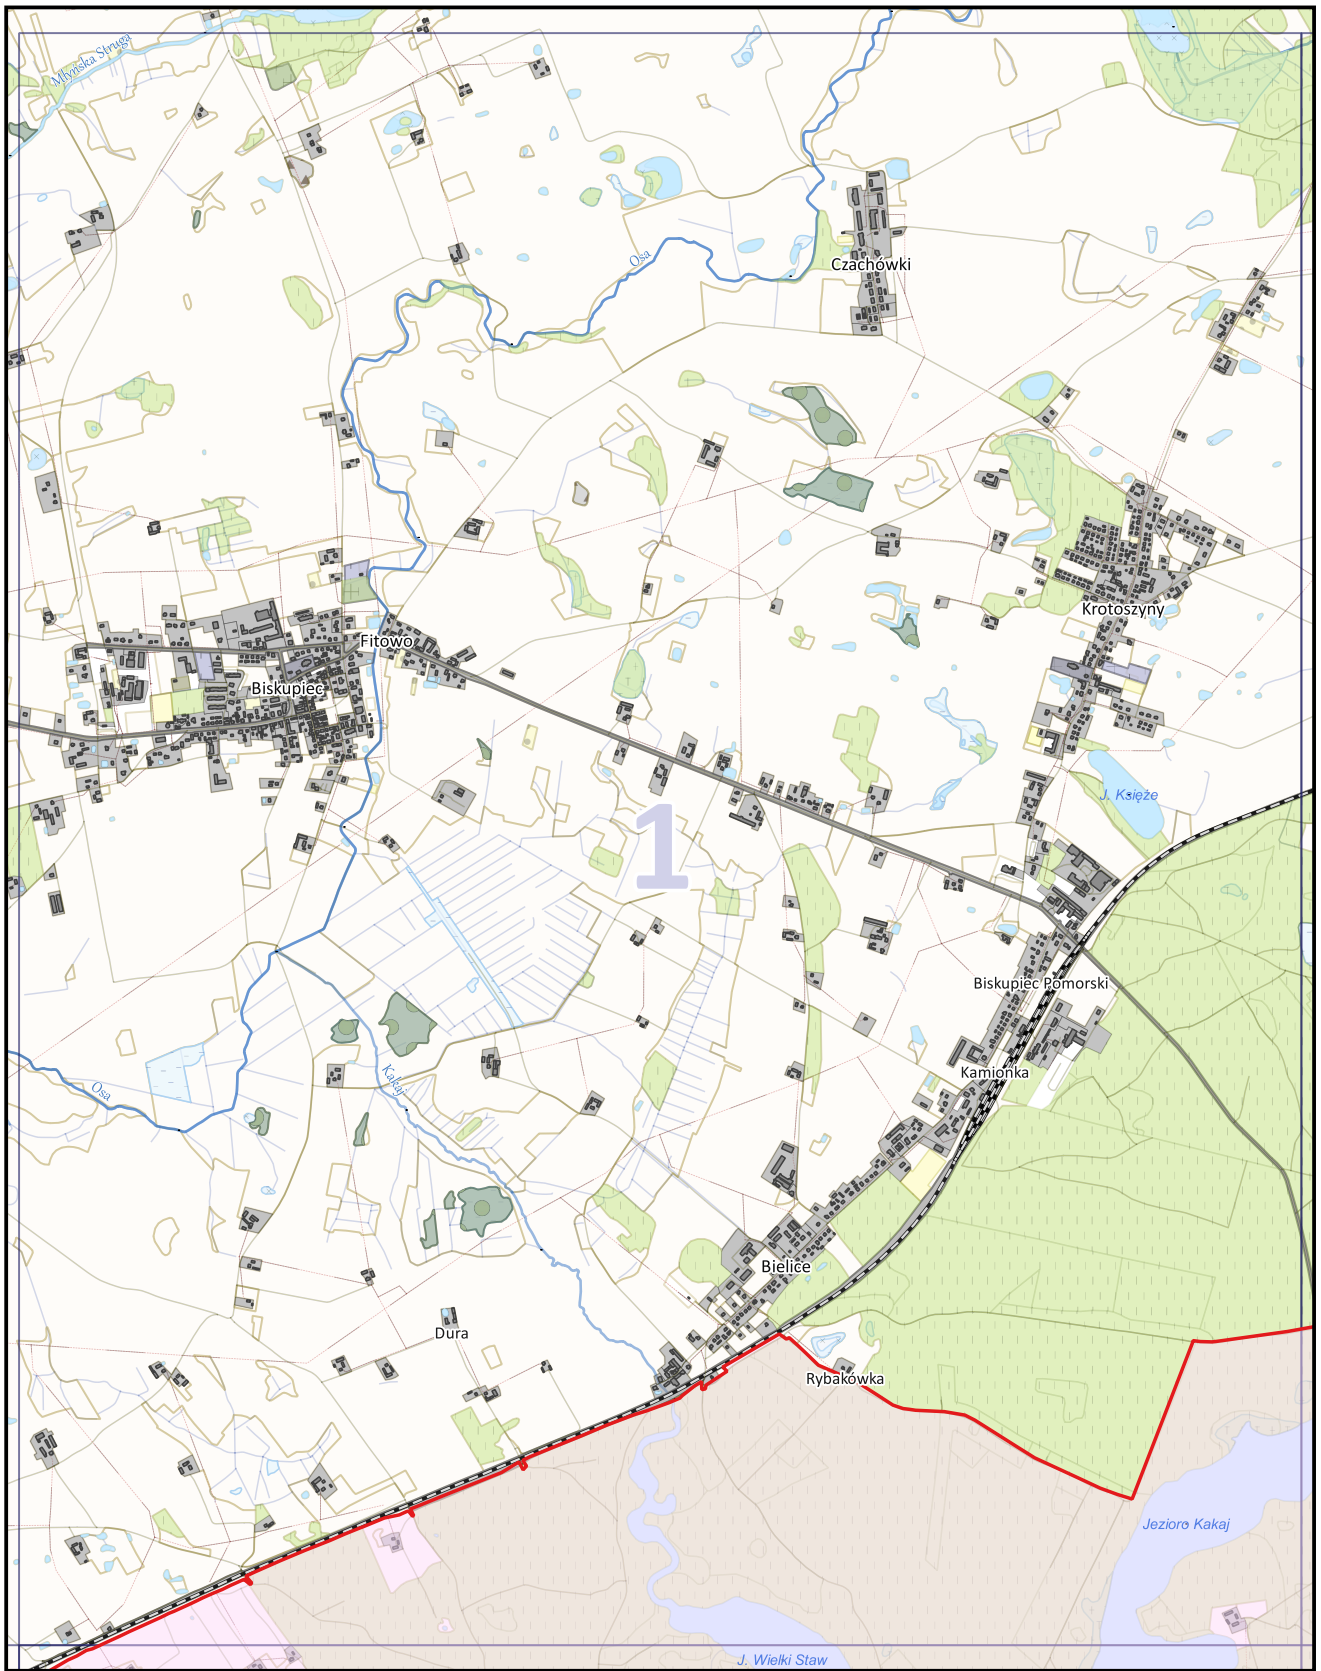 Młyńska Struga
Osa
Czachówki
Krotoszyny
Fitowo
Biskupiec
J. Księże
1
Biskupiec Pomorski
Kamionka
Osa
Kakaj
Bielice
Dura
Rybakówka
Jezioro Kakaj
J. Wielki Staw